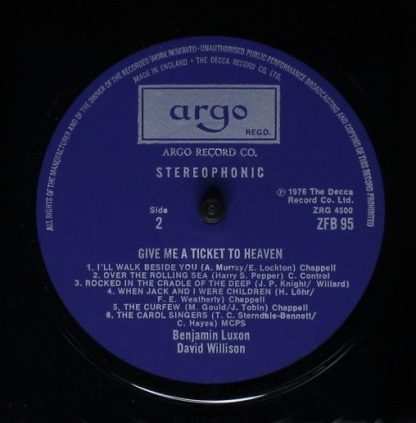 ALL RIGHTS OF THE MANUFACTURER AND OF THE OWNER OF THE RECORDED WORK RESERVED · UNAUTHORISED PUBLIC PERFORMANCE BROADCASTING AND COPYING OF THIS RECORD PROHIBITED
MADE IN ENGLAND · THE DECCA RECORD CO. LTD.
argo
REGD.
ARGO RECORD CO.
STEREOPHONIC
Side
2
Ⓟ 1976 The Decca
Record Co. Ltd.
ZRG 4500
ZFB 95
GIVE ME A TICKET TO HEAVEN
1. I'LL WALK BESIDE YOU (A. Murray/E. Lockton) Chappell
2. OVER THE ROLLING SEA (Harry S. Pepper) C. Control
3. ROCKED IN THE CRADLE OF THE DEEP (J. P. Knight/ Willard)
4. WHEN JACK AND I WERE CHILDREN (H. Löhr/
F. E. Weatherly) Chappell
5. THE CURFEW (M. Gould/J. Tobin) Chappell
6. THE CAROL SINGERS (T. C. Sterndale-Bennett/
C. Hayes) MCPS
Benjamin Luxon
David Willison